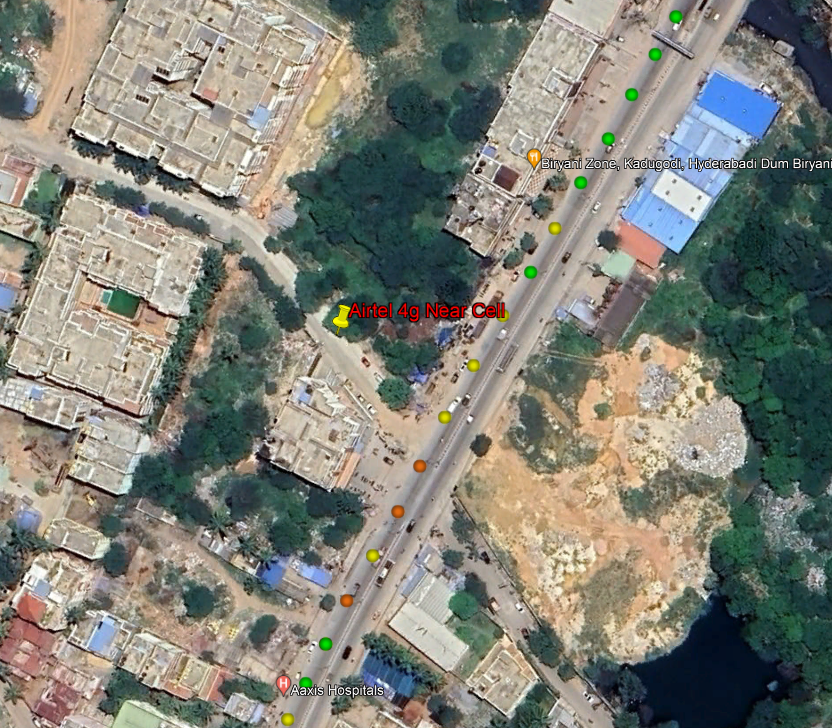 Biryani Zone, Kadugodi, Hyderabadi Dum Biryani
Airtel 4g Near Cell
Aaxis Hospitals